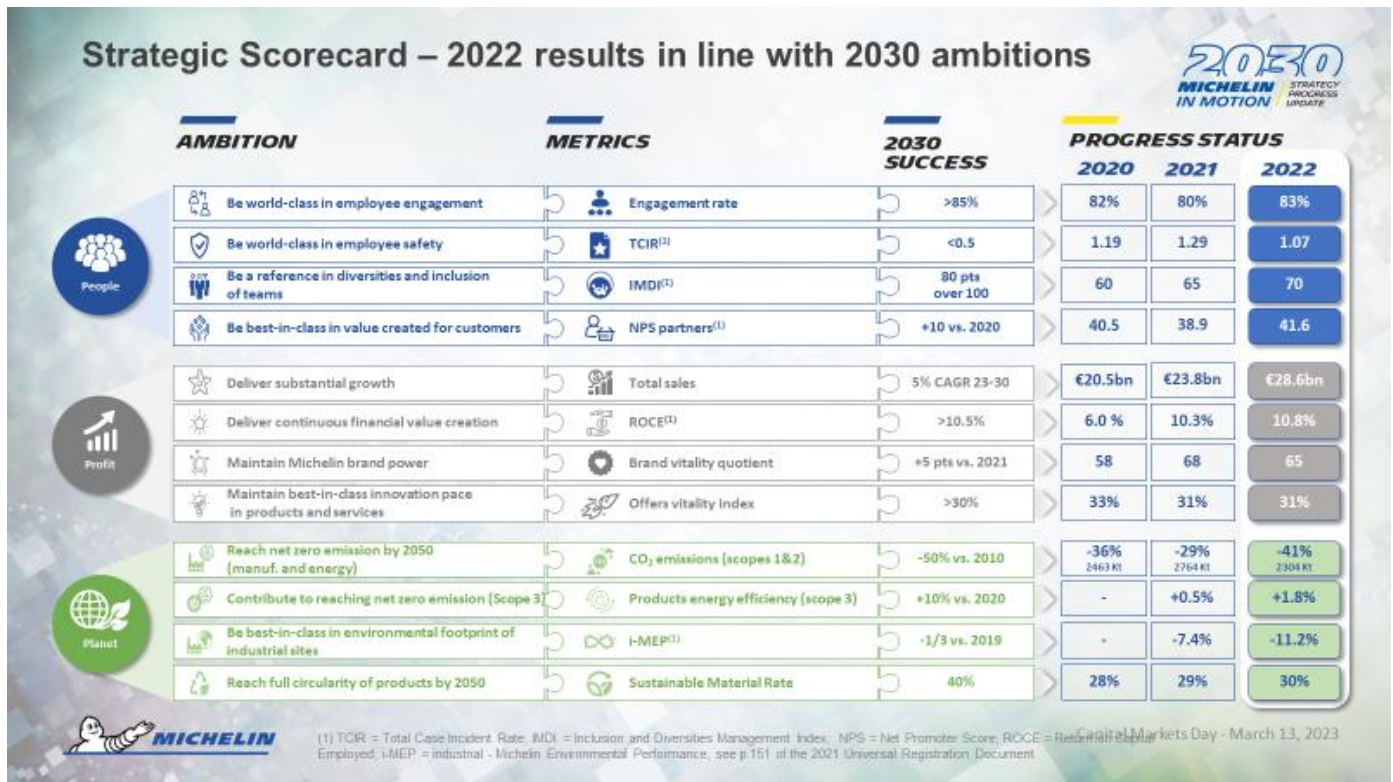 Strategic Scorecard – 2022 results in line with 2030 ambitions
2030
MICHELIN
IN MOTION
STRATEGY
PROGRESS
UPDATE
AMBITION
METRICS
2030
SUCCESS
PROGRESS STATUS
2020 2021 2022
People
Be world-class in employee engagement Engagement rate >85% 82% 80% 83%
Be world-class in employee safety TCIR(1) <0.5 1.19 1.29 1.07
Be a reference in diversities and inclusion
of teams
IMDI(1)
80 pts
over 100
60 65 70
Be best-in-class in value created for customers NPS partners(1) +10 vs. 2020 40.5 38.9 41.6
Profit
Deliver substantial growth Total sales 5% CAGR 23-30 €20.5bn €23.8bn €28.6bn
Deliver continuous financial value creation ROCE(1) >10.5% 6.0 % 10.3% 10.8%
Maintain Michelin brand power Brand vitality quotient +5 pts vs. 2021 58 68 65
Maintain best-in-class innovation pace
in products and services
Offers vitality index >30% 33% 31% 31%
Planet
Reach net zero emission by 2050
(manuf. and energy)
CO₂ emissions (scopes 1&2) -50% vs. 2010
-36% -29% -41%
2463 Kt 2764 Kt 2304 Kt
Contribute to reaching net zero emission (Scope 3) Products energy efficiency (scope 3) +10% vs. 2020 - +0.5% +1.8%
Be best-in-class in environmental footprint of
industrial sites
i-MEP(1) -1/3 vs. 2019 - -7.4% -11.2%
Reach full circularity of products by 2050 Sustainable Material Rate 40% 28% 29% 30%
MICHELIN
(1) TCIR = Total Case Incident Rate, IMDI = Inclusion and Diversities Management Index, NPS = Net Promoter Score, ROCE = Return on Capital
Employed, i-MEP = industrial - Michelin Environmental Performance, see p.151 of the 2021 Universal Registration Document
Capital Markets Day - March 13, 2023